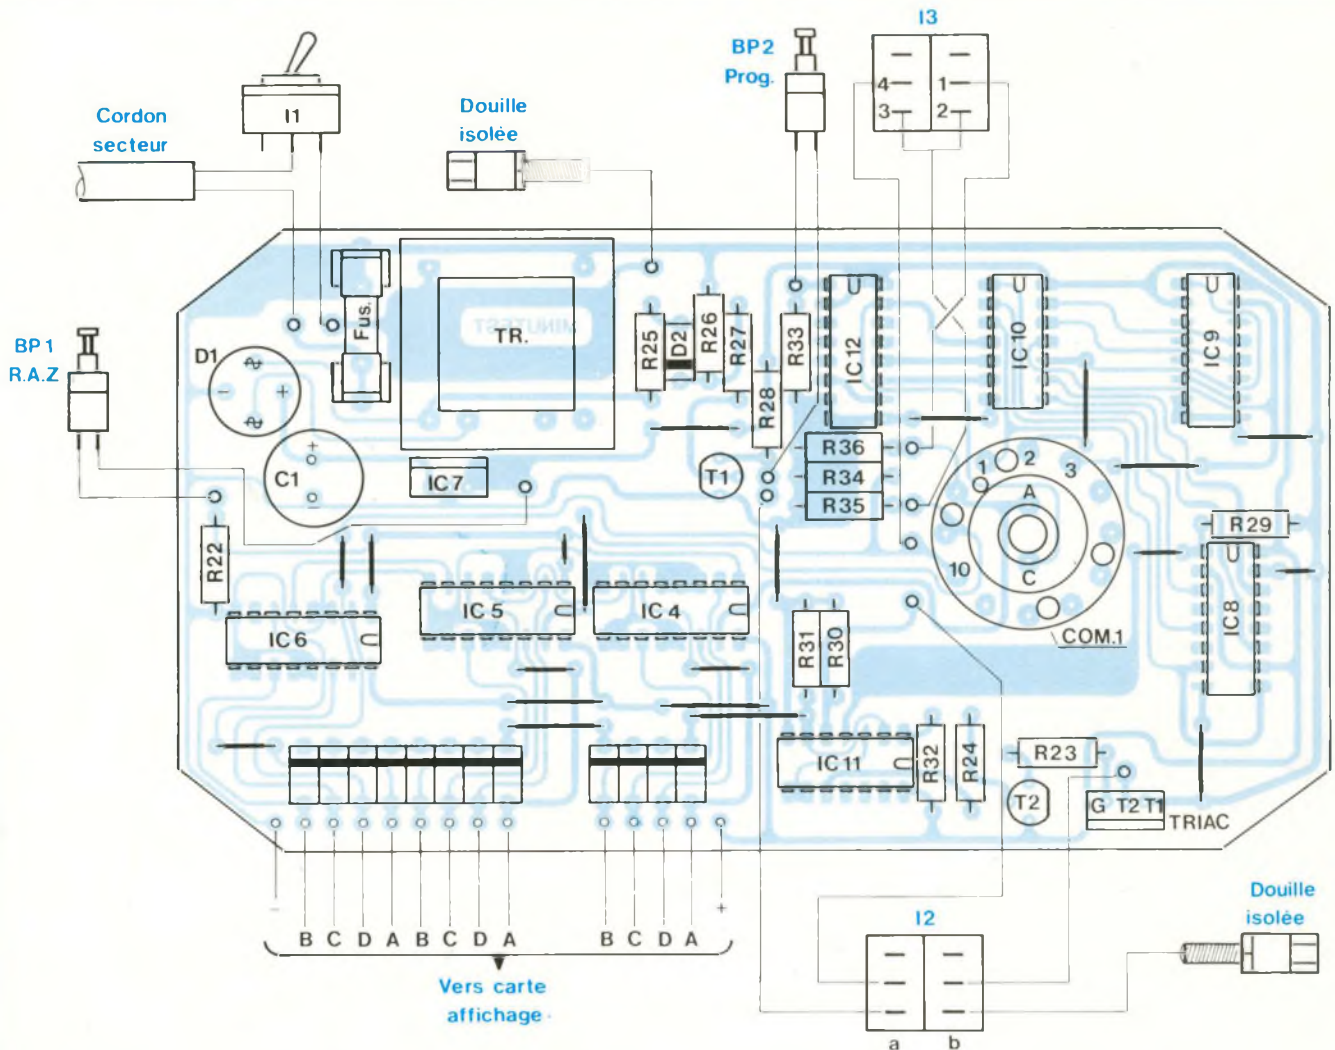 I3
BP2
Prog.
4
1
3
2
I1
Cordon
secteur
Douille
isolée
BP1
R.A.Z
D1
-
+
Fus.
TR.
MINUTEST
R25
D2
R26
R27
R28
R33
IC12
IC10
IC9
C1
+
-
IC7
T1
R36
R34
R35
1
2
3
A
C
10
COM.1
R29
R22
IC6
IC5
IC4
IC8
R31
R30
IC11
R32
R24
R23
T2
G T2 T1
TRIAC
-
B C D A B C D A
B C D A
+
Vers carte
affichage
I2
a
b
Douille
isolée